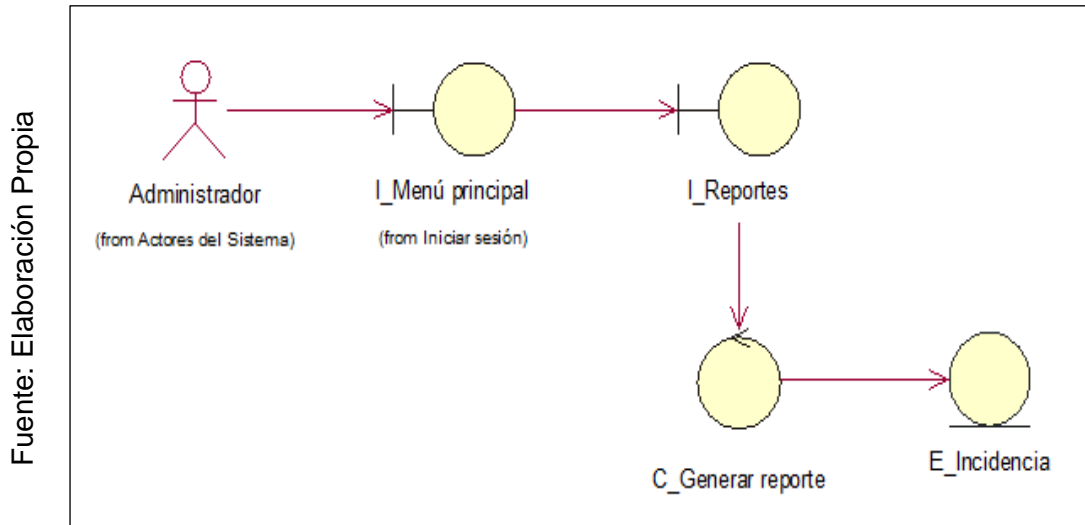 Fuente: Elaboración Propia
Administrador
(from Actores del Sistema)
I_Menú principal
(from Iniciar sesión)
I_Reportes
C_Generar reporte
E_Incidencia